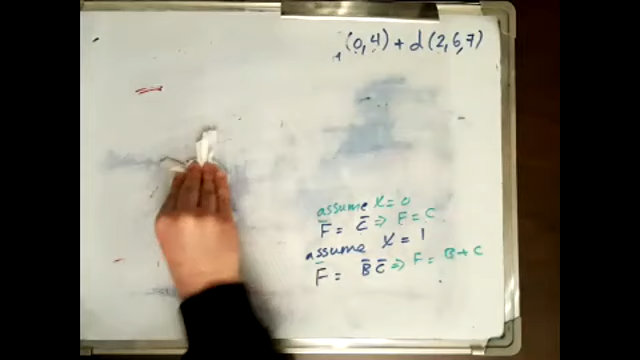 (0,4) + d(2,6,7)
assume x = 0
F̅ = C̅ ⇒ F = C
assume x = 1
F̅ = B̅ C̅ ⇒ F = B + C